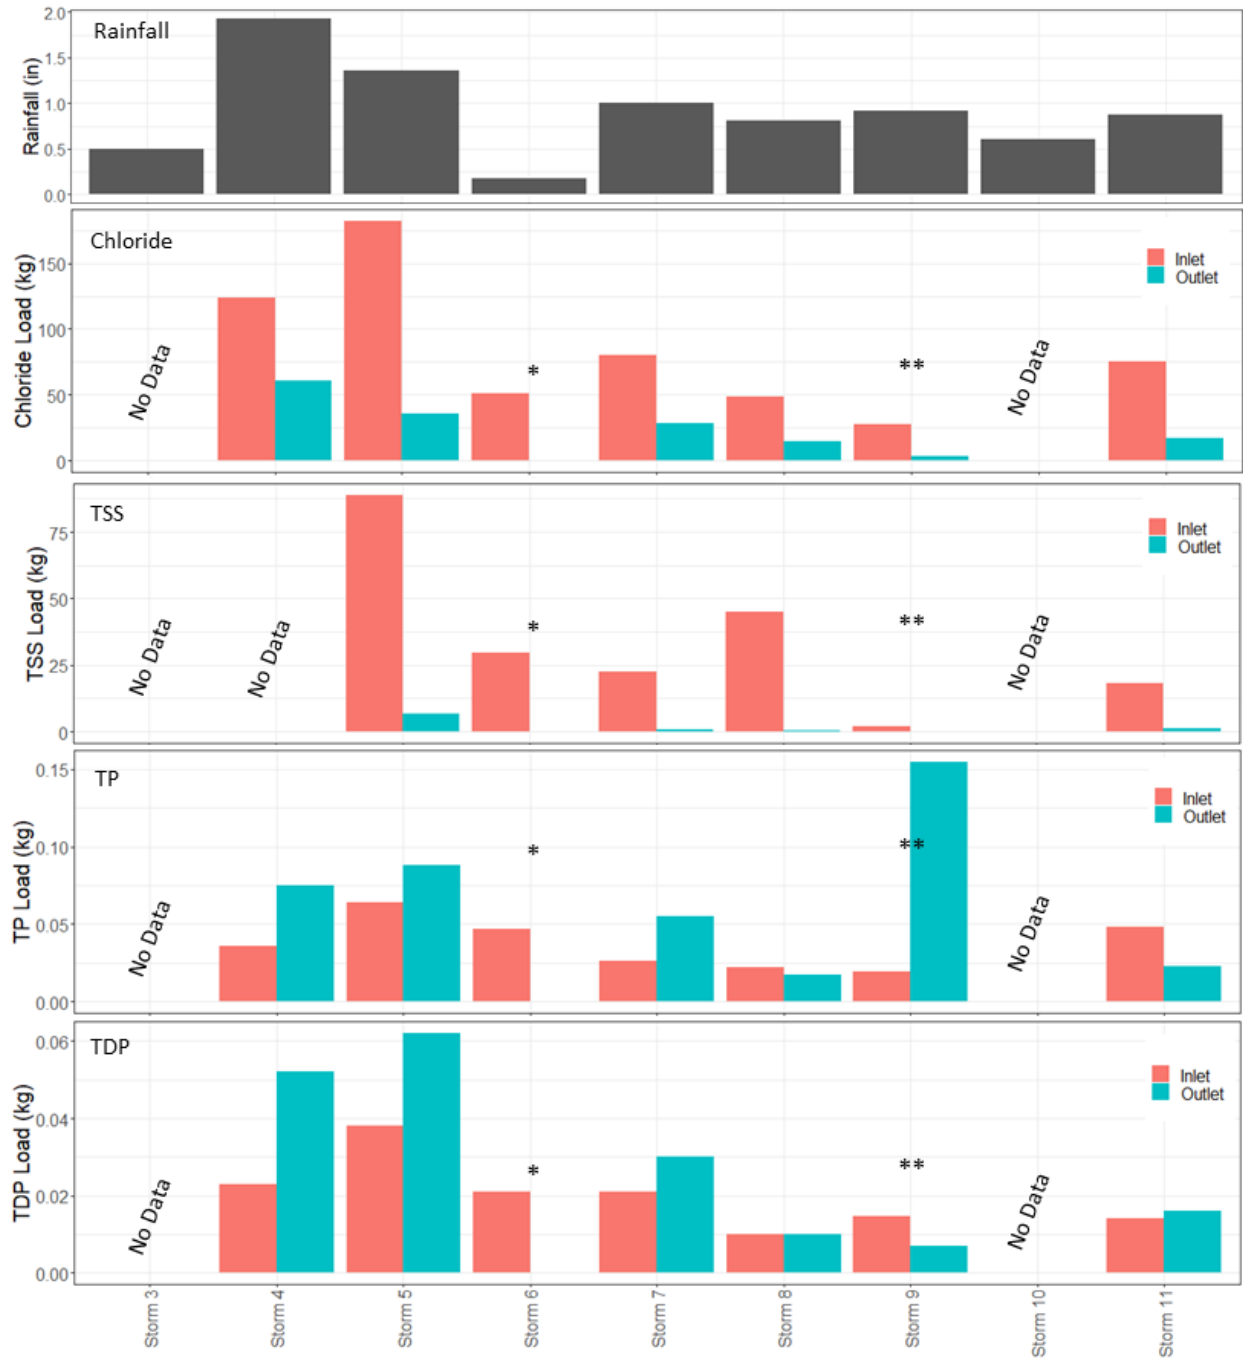 Rainfall
Rainfall (in)
2.0
1.5
1.0
0.5
0.0
Chloride
Chloride Load (kg)
150
100
50
0
No Data
*
**
No Data
Inlet
Outlet
TSS
TSS Load (kg)
75
50
25
0
No Data
No Data
*
**
No Data
Inlet
Outlet
TP
TP Load (kg)
0.15
0.10
0.05
0.00
No Data
*
**
No Data
Inlet
Outlet
TDP
TDP Load (kg)
0.06
0.04
0.02
0.00
No Data
*
**
No Data
Inlet
Outlet
Storm 3
Storm 4
Storm 5
Storm 6
Storm 7
Storm 8
Storm 9
Storm 10
Storm 11